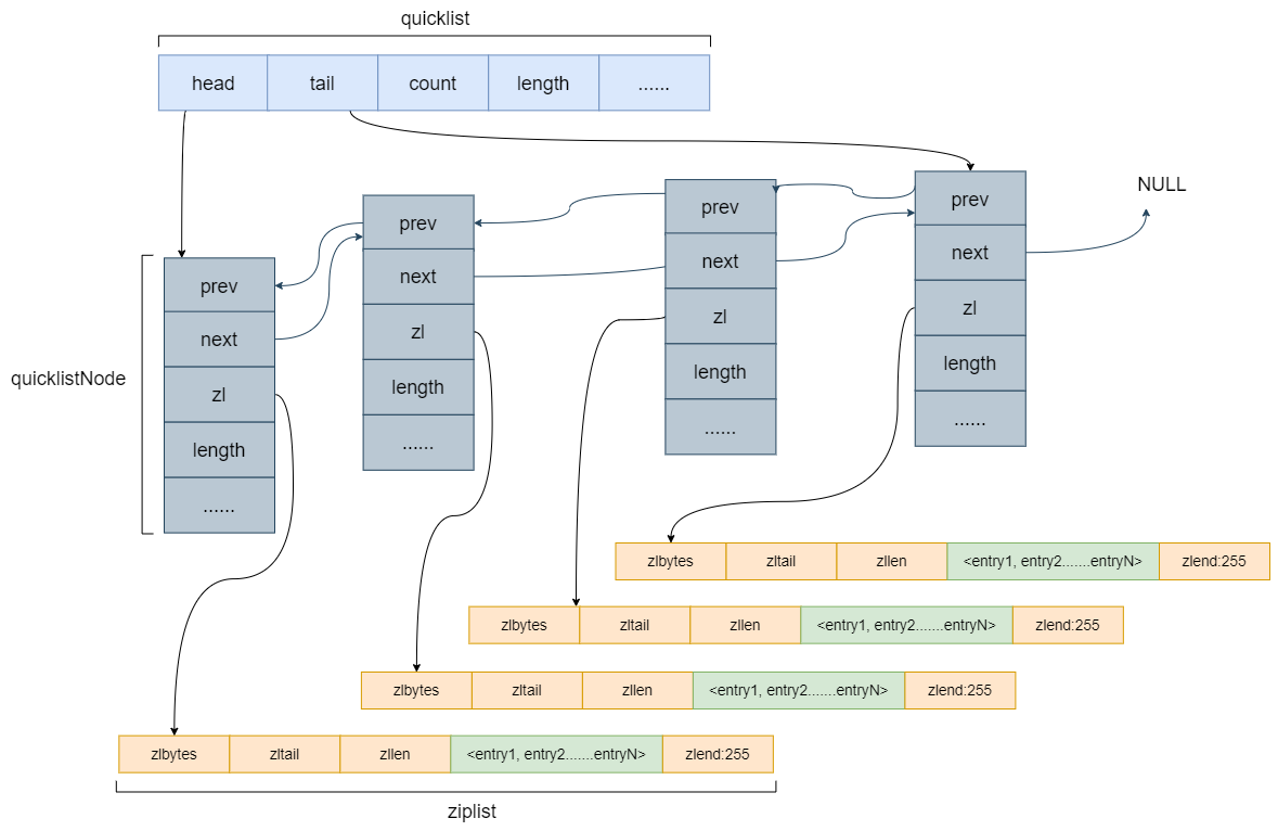 quicklist
head tail count length ......
NULL
prev
next
zl
length
......
prev
next
zl
length
......
prev
next
zl
length
......
prev
next
zl
length
......
quicklistNode
zlbytes zltail zllen <entry1, entry2.......entryN> zlend:255
zlbytes zltail zllen <entry1, entry2.......entryN> zlend:255
zlbytes zltail zllen <entry1, entry2.......entryN> zlend:255
zlbytes zltail zllen <entry1, entry2.......entryN> zlend:255
ziplist